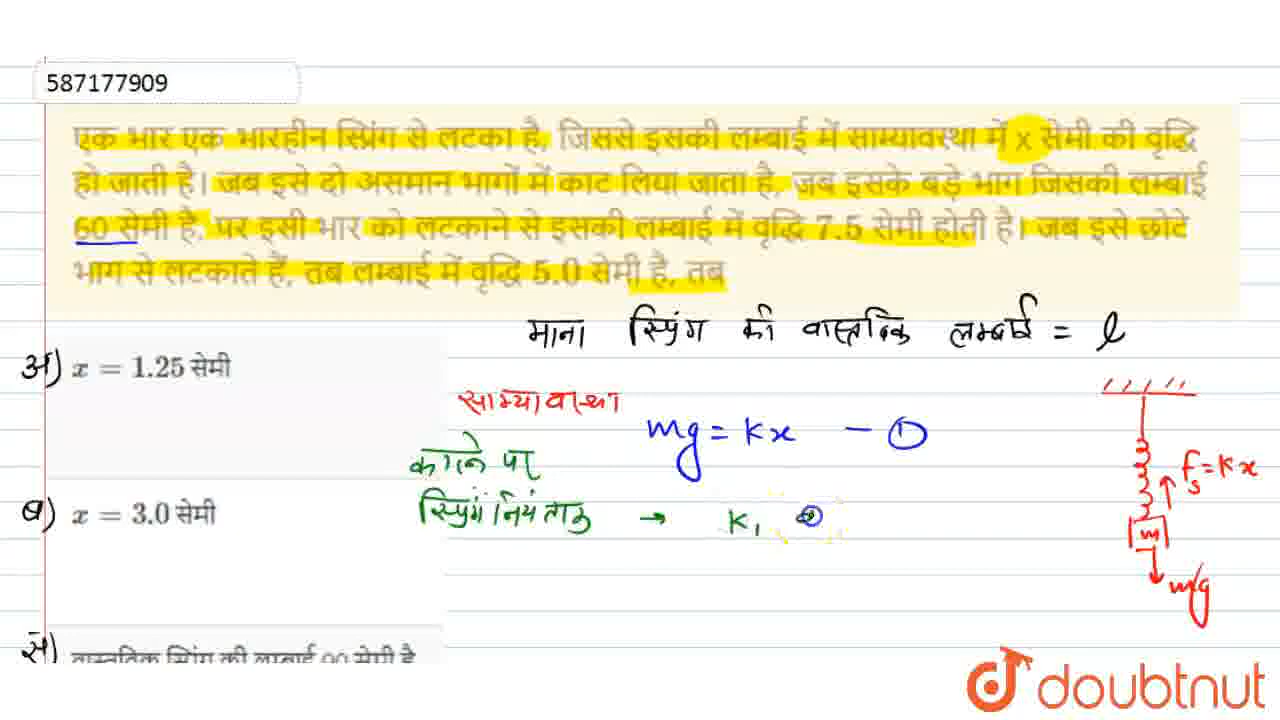 587177909
एक भार एक भारहीन स्प्रिंग से लटका है, जिससे इसकी लम्बाई में साम्यावस्था में x सेमी की वृद्धि
हो जाती है। जब इसे दो असमान भागों में काट लिया जाता है, जब इसके बड़े भाग जिसकी लम्बाई
60 सेमी है, पर इसी भार को लटकाने से इसकी लम्बाई में वृद्धि 7.5 सेमी होती है। जब इसे छोटे
भाग से लटकाते हैं, तब लम्बाई में वृद्धि 5.0 सेमी है, तब
माना स्प्रिंग की वास्तविक लम्बाई = l
अ) x = 1.25 सेमी
साम्यावस्था
mg = kx - ①
काटने पर
fs = kx
ब) x = 3.0 सेमी
स्प्रिंग नियतांक → k1
m
mg
स) वास्तविक स्प्रिंग की लम्बाई 90 सेमी है
doubtnut